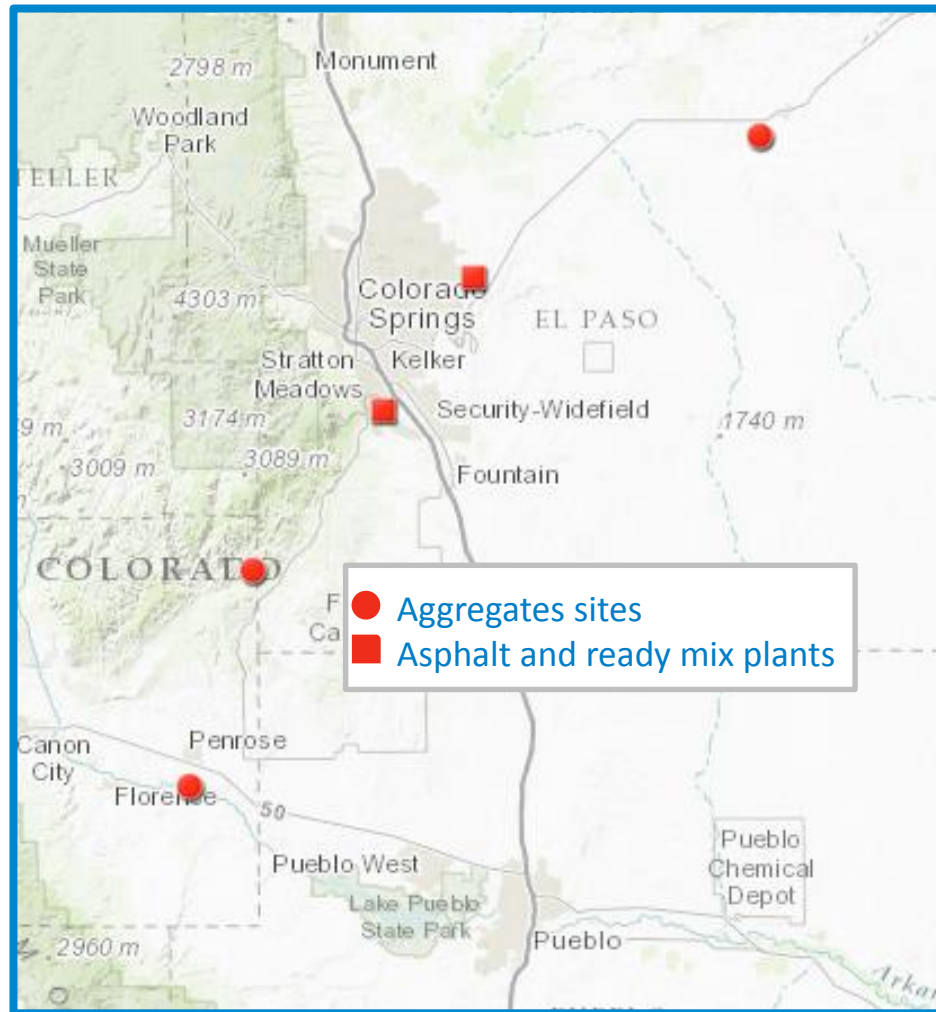 Monument
2798 m
Woodland
Park
TELLER
Mueller
State
Park
4303 m
Colorado
Springs
EL PASO
Stratton
Meadows
Kelker
3174 m
Security-Widefield
1740 m
3089 m
3009 m
Fountain
COLORADO
Aggregates sites
Asphalt and ready mix plants
Penrose
Canon
City
Florence
50
Pueblo West
Pueblo
Chemical
Depot
Lake Pueblo
State Park
2960 m
Pueblo